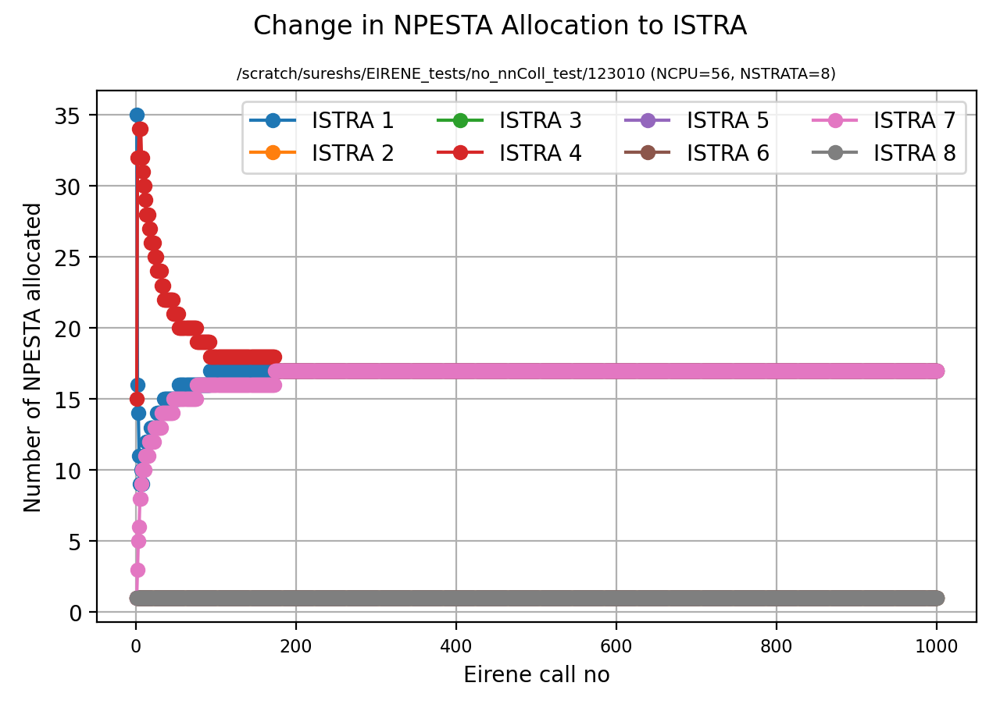 Change in NPESTA Allocation to ISTRA
/scratch/sureshs/EIRENE_tests/no_nnColl_test/123010 (NCPU=56, NSTRATA=8)
ISTRA 1 ISTRA 3 ISTRA 5 ISTRA 7
ISTRA 2 ISTRA 4 ISTRA 6 ISTRA 8
Number of NPESTA allocated
35
30
25
20
15
10
5
0
0 200 400 600 800 1000
Eirene call no